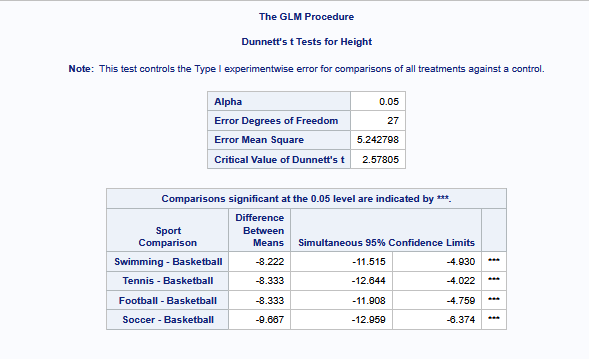 The GLM Procedure
Dunnett's t Tests for Height
Note: This test controls the Type I experimentwise error for comparisons of all treatments against a control.
Alpha 0.05
Error Degrees of Freedom 27
Error Mean Square 5.242798
Critical Value of Dunnett's t 2.57805
Comparisons significant at the 0.05 level are indicated by ***.
Sport
Comparison
Difference
Between
Means
Simultaneous 95% Confidence Limits
Swimming - Basketball -8.222 -11.515 -4.930 ***
Tennis - Basketball -8.333 -12.644 -4.022 ***
Football - Basketball -8.333 -11.908 -4.759 ***
Soccer - Basketball -9.667 -12.959 -6.374 ***